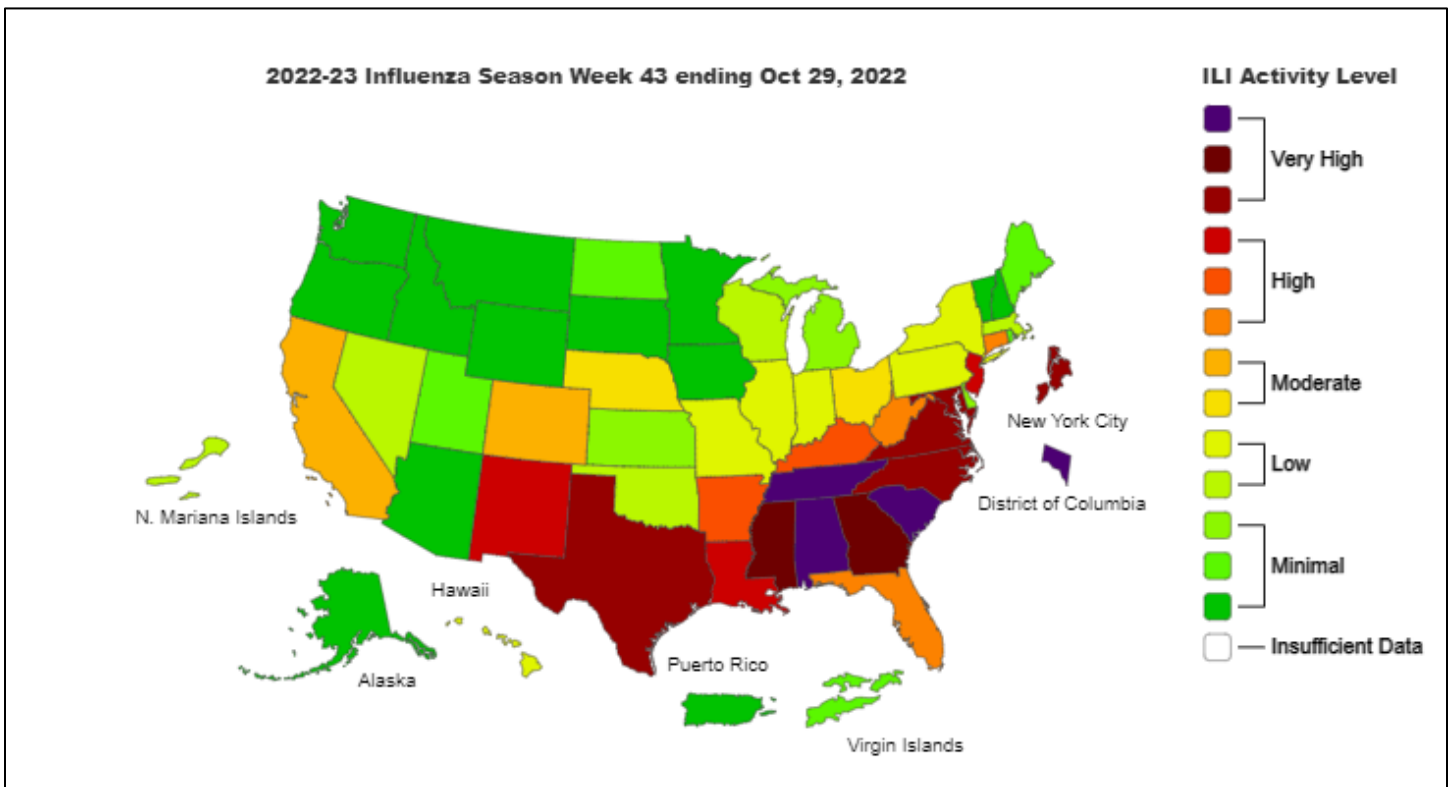 2022-23 Influenza Season Week 43 ending Oct 29, 2022
ILI Activity Level
Very High
High
Moderate
Low
Minimal
Insufficient Data
New York City
District of Columbia
N. Mariana Islands
Hawaii
Alaska
Puerto Rico
Virgin Islands